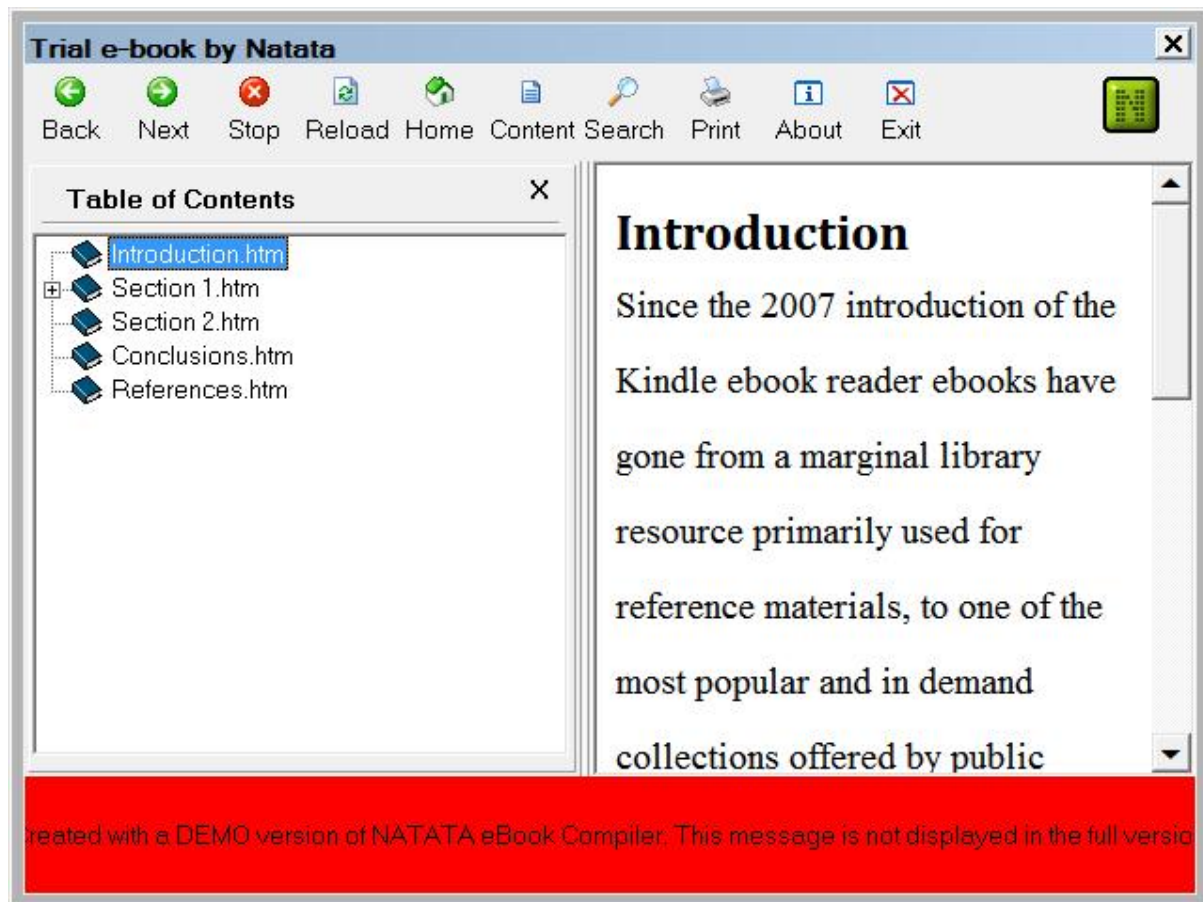 Trial e-book by Natata
Back Next Stop Reload Home Content Search Print About Exit
N
Table of Contents X
Introduction.htm
Section 1.htm
Section 2.htm
Conclusions.htm
References.htm
Introduction
Since the 2007 introduction of the
Kindle ebook reader ebooks have
gone from a marginal library
resource primarily used for
reference materials, to one of the
most popular and in demand
collections offered by public
reated with a DEMO version of NATATA eBook Compiler. This message is not displayed in the full versio